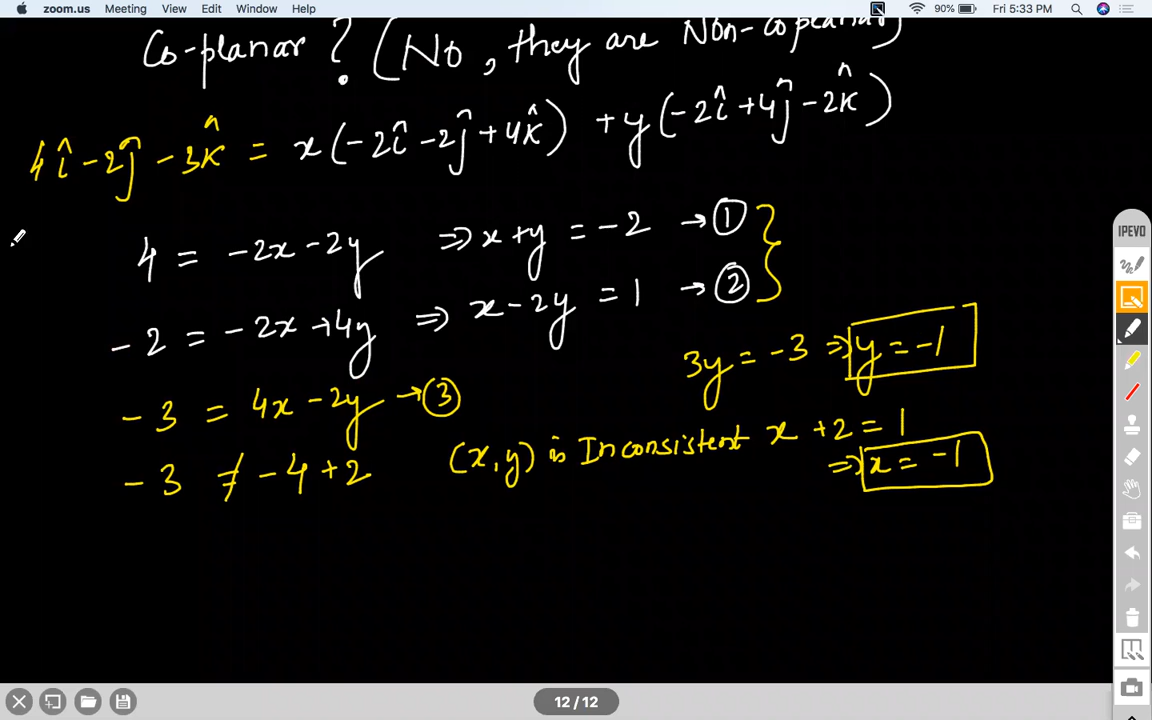 zoom.us Meeting View Edit Window Help 90% Fri 5:33 PM
Co-planar ? (No, they are Non-coplanar)
4î - 2ĵ - 3k̂ = x(-2î - 2ĵ + 4k̂) + y(-2î + 4ĵ - 2k̂)
4 = -2x - 2y ⇒ x + y = -2 → ①
-2 = -2x + 4y ⇒ x - 2y = 1 → ②
3y = -3 ⇒ y = -1
-3 = 4x - 2y → ③
(x, y) is Inconsistent x + 2 = 1
-3 ≠ -4 + 2 ⇒ x = -1
IPEVO
12 / 12